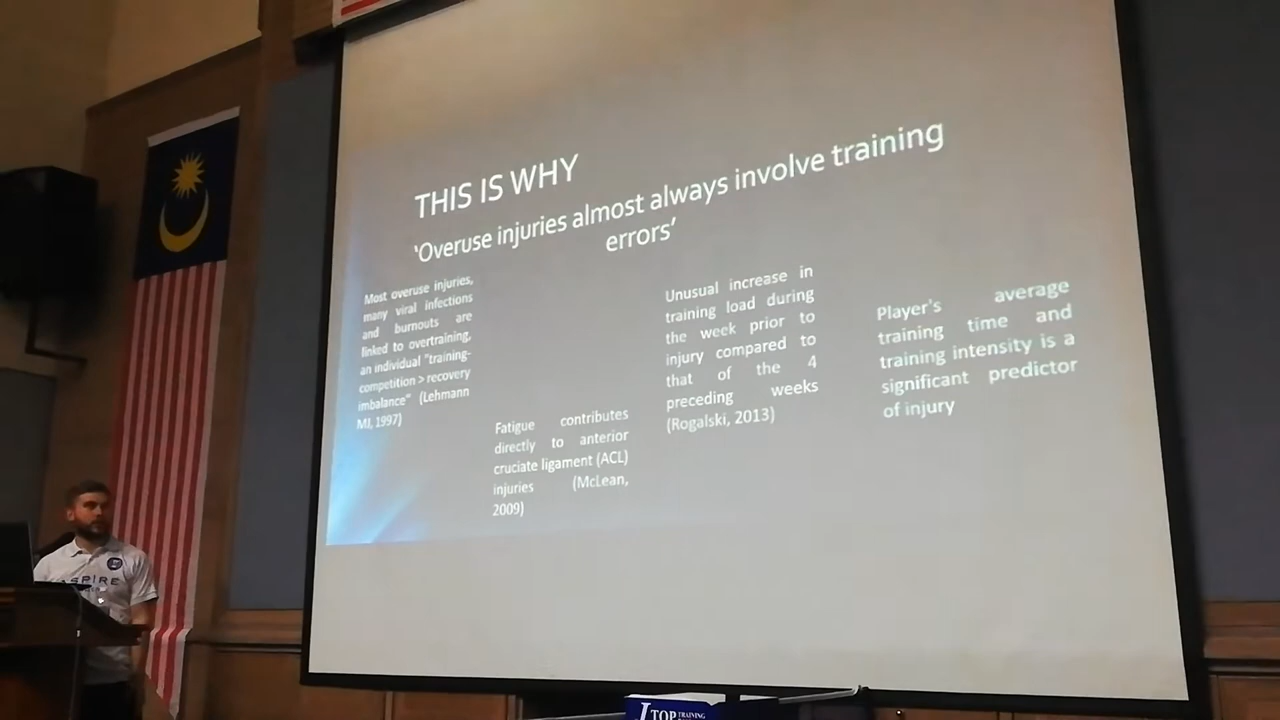 THIS IS WHY
'Overuse injuries almost always involve training
errors'
Most overuse injuries,
many viral infections
and burnouts are
linked to overtraining,
an individual "training-
competition > recovery
imbalance" (Lehmann
MJ, 1997)
Fatigue contributes
directly to anterior
cruciate ligament (ACL)
injuries (McLean,
2009)
Unusual increase in
training load during
the week prior to
injury compared to
that of the 4
preceding weeks
(Rogalski, 2013)
Player's average
training time and
training intensity is a
significant predictor
of injury
ASPIRE
TOP TRAINING